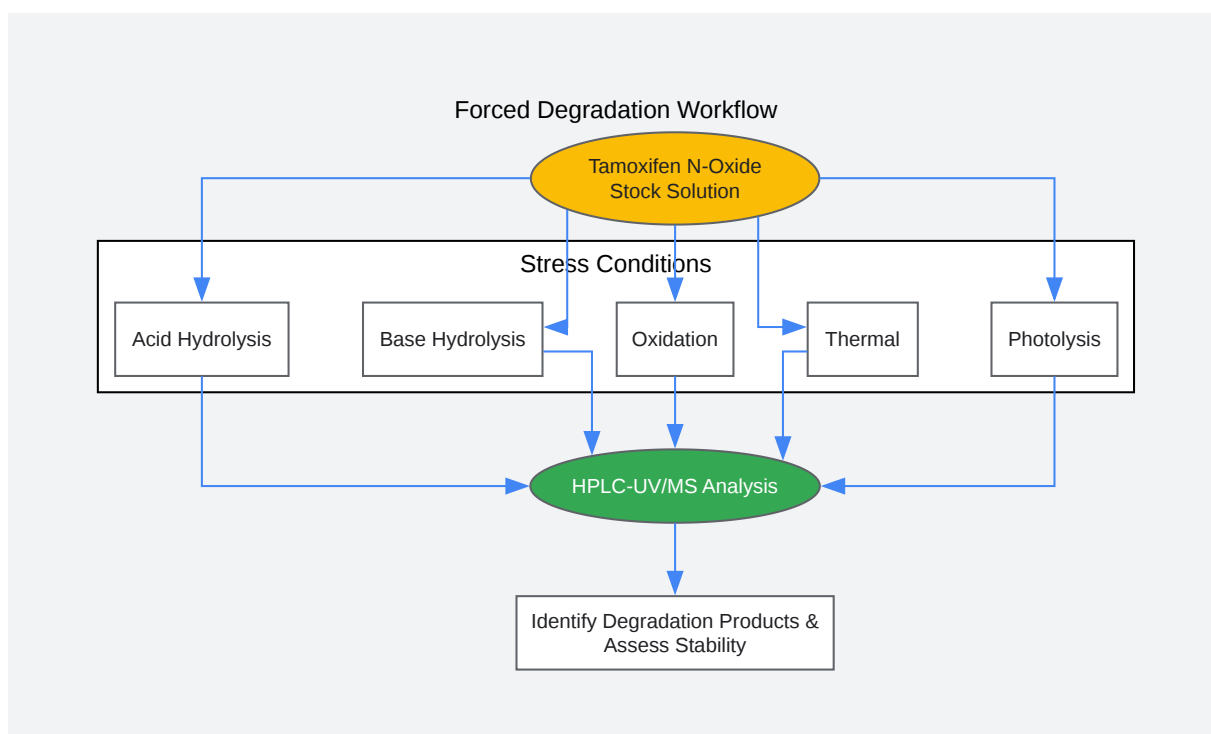 Forced Degradation Workflow
Tamoxifen N-Oxide
Stock Solution
Stress Conditions
Acid Hydrolysis
Base Hydrolysis
Oxidation
Thermal
Photolysis
HPLC-UV/MS Analysis
Identify Degradation Products &
Assess Stability